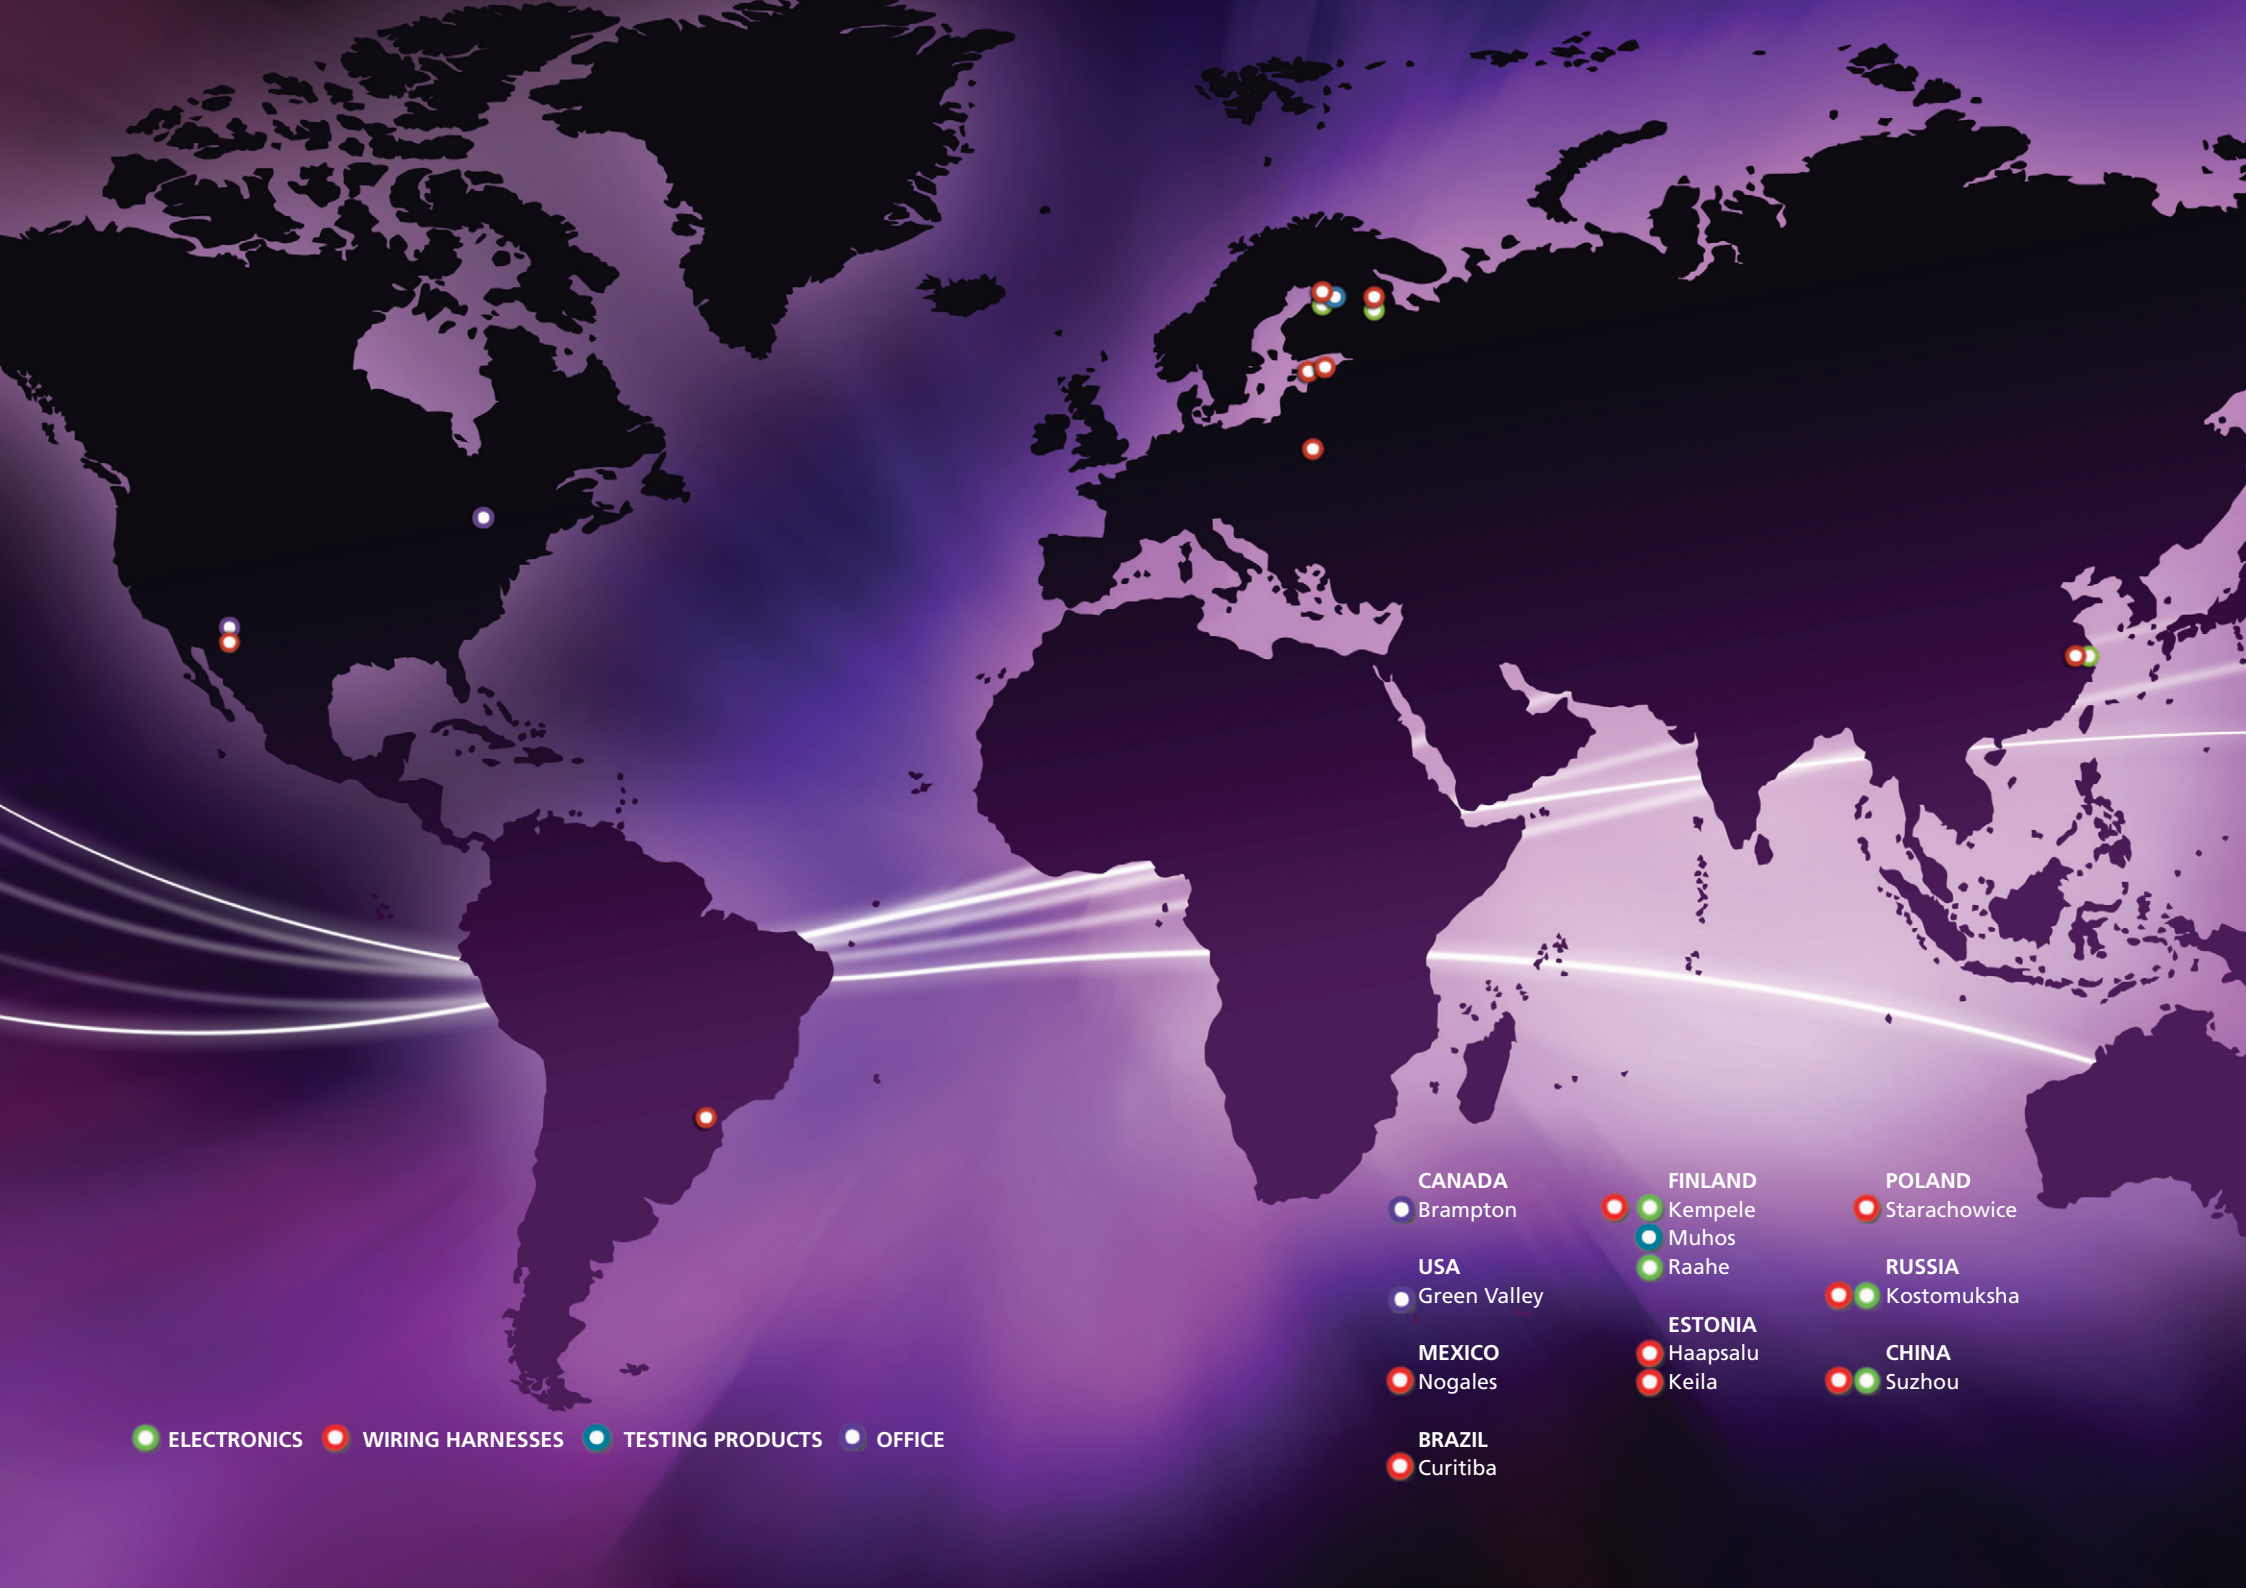 CANADA
Brampton
USA
Green Valley
MEXICO
Nogales
BRAZIL
Curitiba
FINLAND
Kempele
Muhos
Raahe
ESTONIA
Haapsalu
Keila
POLAND
Starachowice
RUSSIA
Kostomuksha
CHINA
Suzhou
ELECTRONICS WIRING HARNESSES TESTING PRODUCTS OFFICE